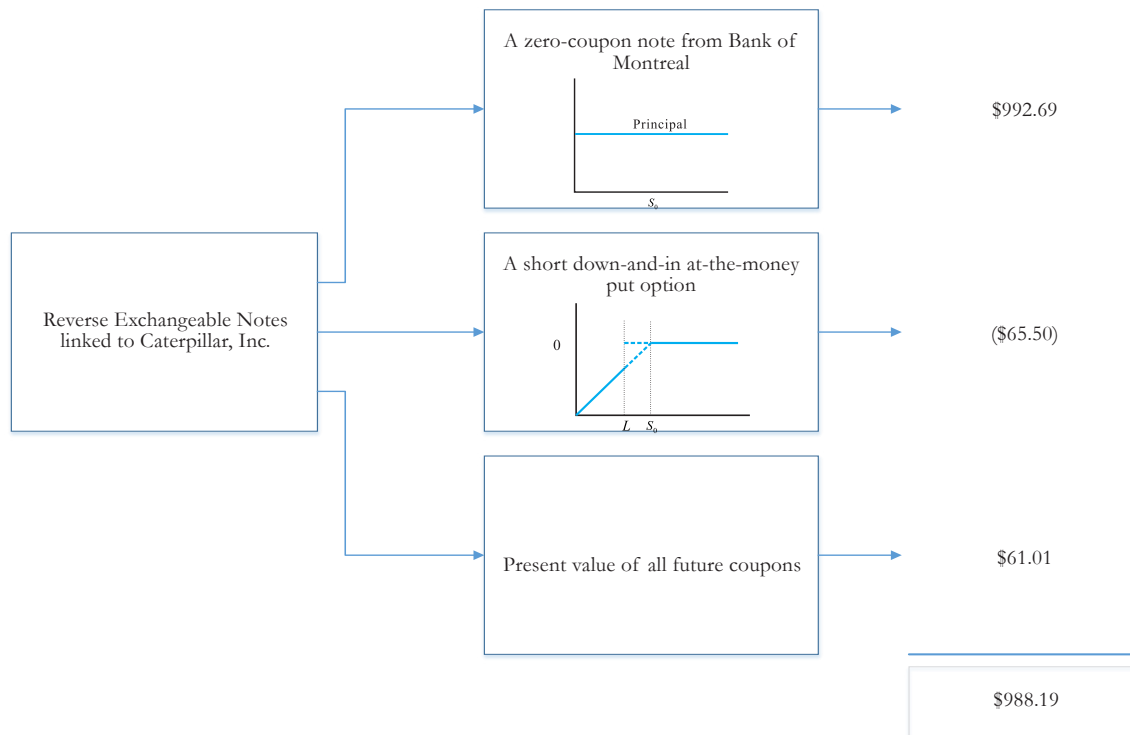 A zero-coupon note from Bank of
Montreal
Principal
S₀
$992.69
Reverse Exchangeable Notes
linked to Caterpillar, Inc.
A short down-and-in at-the-money
put option
0
L S₀
($65.50)
Present value of all future coupons
$61.01
$988.19